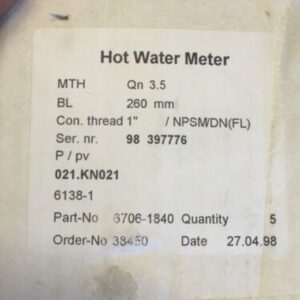 Hot Water Meter
MTH Qn 3.5
BL 260 mm
Con. thread 1" / NPSM/DN(FL)
Ser. nr. 98 397776
P / pv
021.KN021
6138-1
Part-No 6706-1840 Quantity 5
Order-No 38450 Date 27.04.98